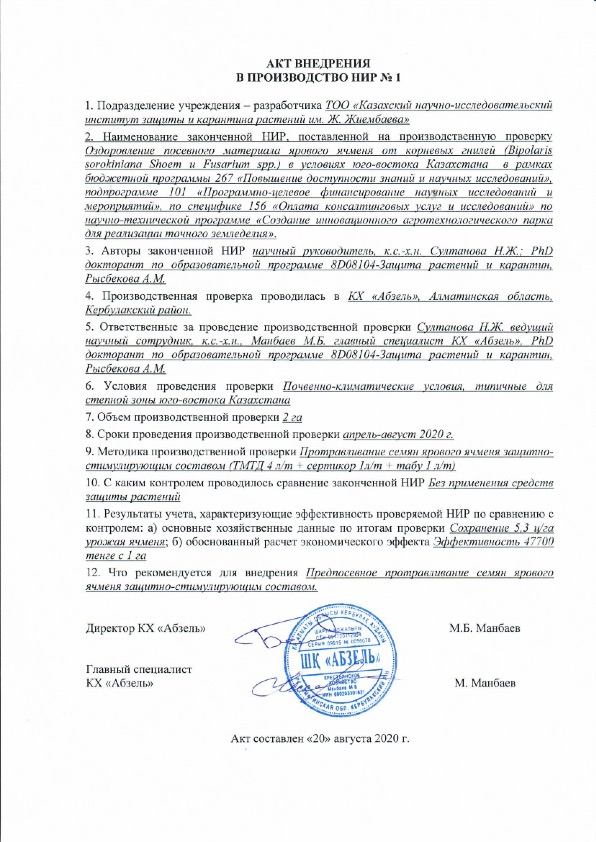 АКТ ВНЕДРЕНИЯ
В ПРОИЗВОДСТВО НИР № 1
1. Подразделение учреждения – разработчика ТОО «Казахский научно-исследовательский
институт защиты и карантина растений им. Ж. Жиембаева»
2. Наименование законченной НИР, поставленной на производственную проверку
Оздоровление посевного материала ярового ячменя от корневых гнилей (Bipolaris
sorokiniana Shoem и Fusarium spp.) в условиях юго-востока Казахстана в рамках
бюджетной программы 267 «Повышение доступности знаний и научных исследований»,
подпрограмме 101 «Программно-целевое финансирование научных исследований и
мероприятий», по специфике 156 «Оплата консалтинговых услуг и исследований» по
научно-технической программе «Создание инновационного агротехнологического парка
для реализации точного земледелия».
3. Авторы законченной НИР научный руководитель, к.с.-х.н. Султанова Н.Ж.; PhD
докторант по образовательной программе 8D08104-Защита растений и карантин,
Рысбекова А.М.
4. Производственная проверка проводилась в КХ «Абзель», Алматинская область,
Кербулакский район.
5. Ответственные за проведение производственной проверки Султанова Н.Ж. ведущий
научный сотрудник, к.с.-х.н., Манбаев М.Б. главный специалист КХ «Абзель», PhD
докторант по образовательной программе 8D08104-Защита растений и карантин,
Рысбекова А.М.
6. Условия проведения проверки Почвенно-климатические условия, типичные для
степной зоны юго-востока Казахстана
7. Объем производственной проверки 2 га
8. Сроки проведения производственной проверки апрель-август 2020 г.
9. Методика производственной проверки Протравливание семян ярового ячменя защитно-
стимулирующим составом (ТМТД 4 л/т + сертикор 1л/т + табу 1 л/т)
10. С каким контролем проводилось сравнение законченной НИР Без применения средств
защиты растений
11. Результаты учета, характеризующие эффективность проверяемой НИР по сравнению с
контролем: а) основные хозяйственные данные по итогам проверки Сохранение 5,3 ц/га
урожая ячменя; б) обоснованный расчет экономического эффекта Эффективность 47700
тенге с 1 га
12. Что рекомендуется для внедрения Предпосевное протравливание семян ярового
ячменя защитно-стимулирующим составом.
Директор КХ «Абзель» М.Б. Манбаев
ШҚ «АБЗЕЛЬ»
КРЕСТЬЯНСКОЕ
ХОЗЯЙСТВО
Манбаев М Б
Главный специалист
КХ «Абзель» М. Манбаев
Акт составлен «20» августа 2020 г.